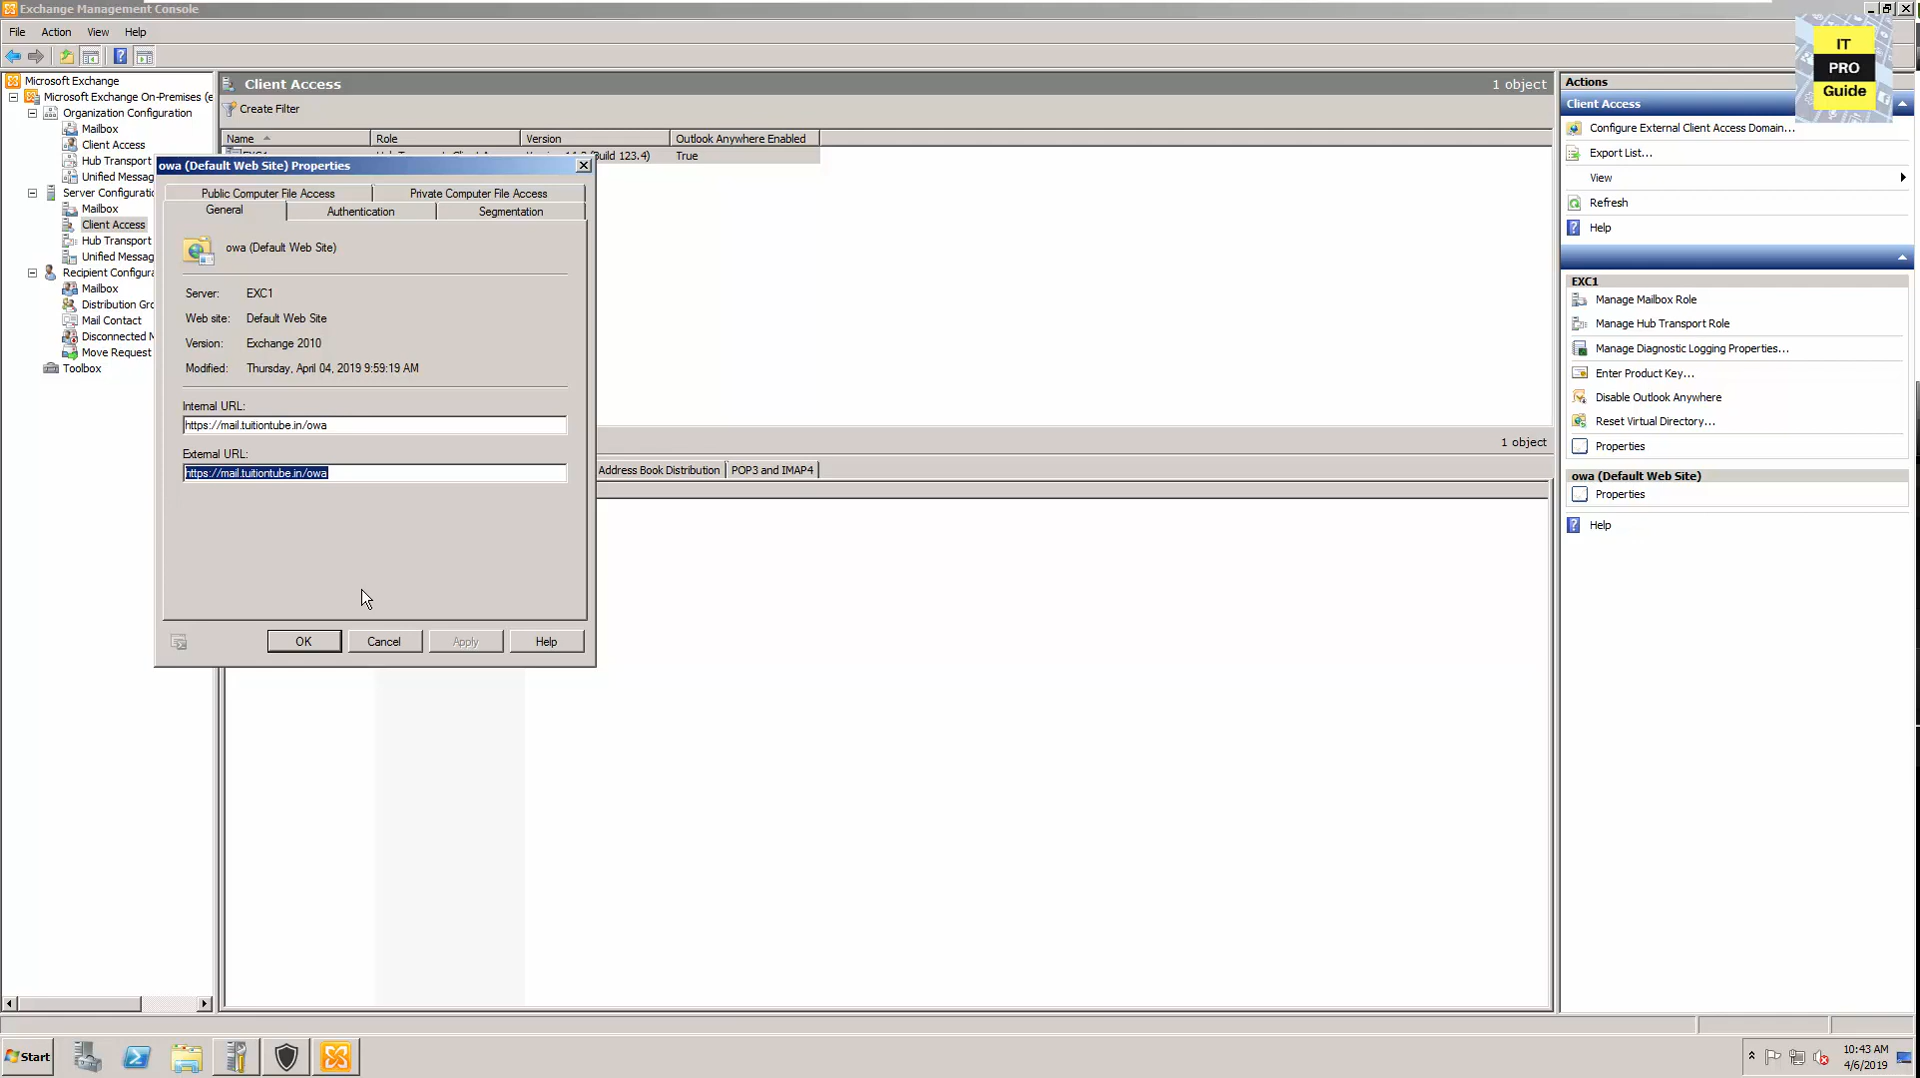 Exchange Management Console
File Action View Help
IT
PRO
Guide
Microsoft Exchange
Microsoft Exchange On-Premises (e
Organization Configuration
Mailbox
Client Access
Hub Transport
Unified Messag
Server Configuratio
Mailbox
Client Access
Hub Transport
Unified Messag
Recipient Configura
Mailbox
Distribution Gro
Mail Contact
Disconnected M
Move Request
Toolbox
Client Access 1 object
Create Filter
Name Role Version Outlook Anywhere Enabled
(Build 123.4) True
owa (Default Web Site) Properties
Public Computer File Access Private Computer File Access
General Authentication Segmentation
owa (Default Web Site)
Server: EXC1
Web site: Default Web Site
Version: Exchange 2010
Modified: Thursday, April 04, 2019 9:59:19 AM
Internal URL:
https://mail.tuitiontube.in/owa
External URL:
https://mail.tuitiontube.in/owa
OK Cancel Apply Help
1 object
Address Book Distribution POP3 and IMAP4
Actions
Client Access
Configure External Client Access Domain...
Export List...
View
Refresh
Help
EXC1
Manage Mailbox Role
Manage Hub Transport Role
Manage Diagnostic Logging Properties...
Enter Product Key...
Disable Outlook Anywhere
Reset Virtual Directory...
Properties
owa (Default Web Site)
Properties
Help
Start
10:43 AM
4/6/2019